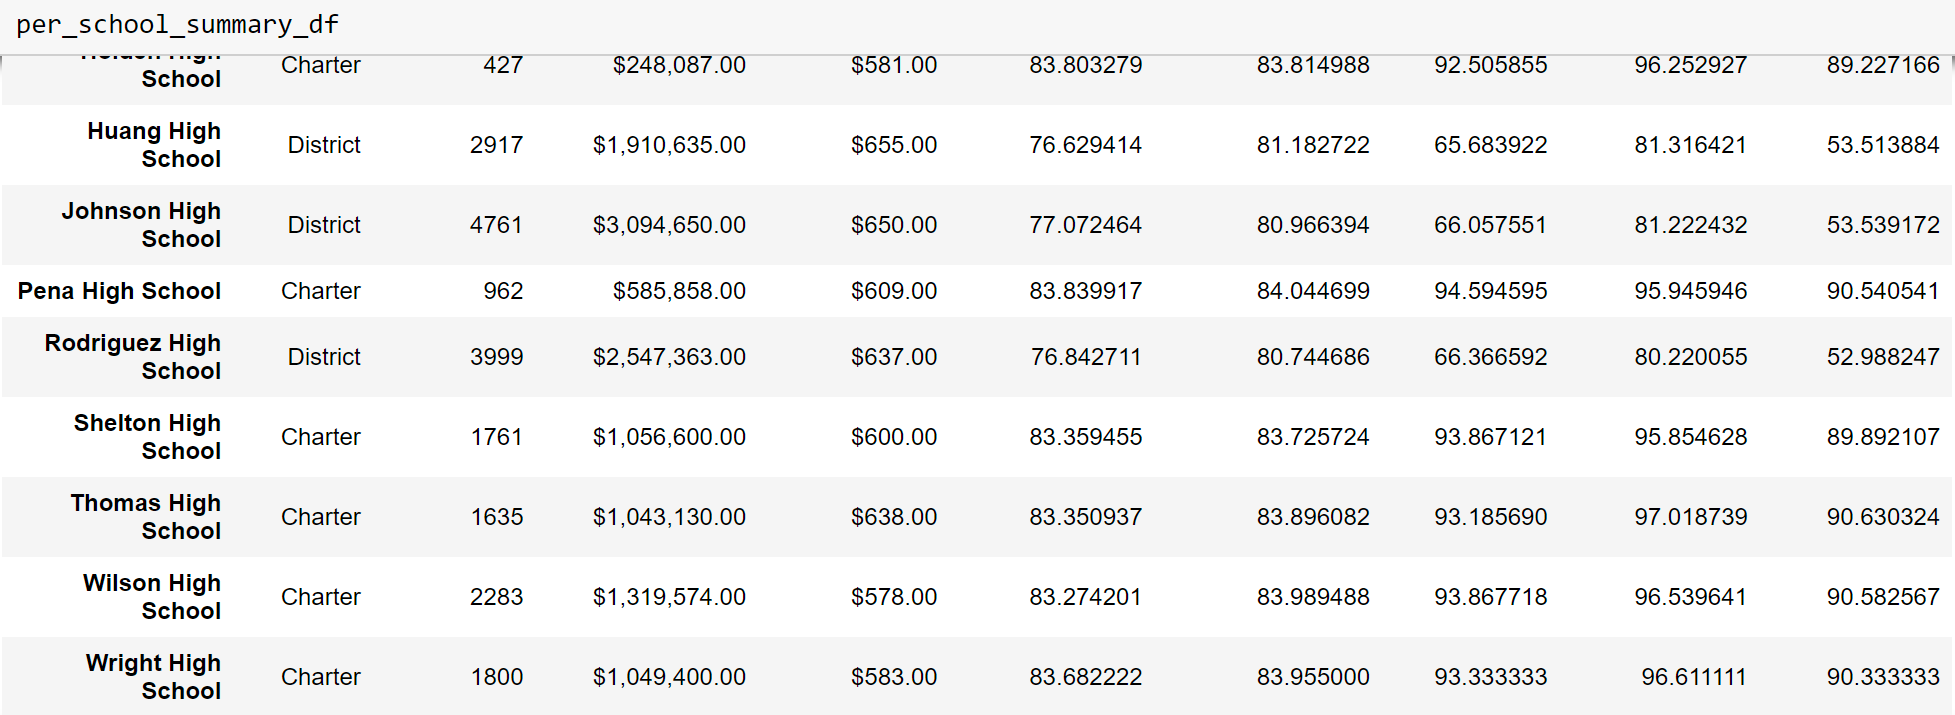 per_school_summary_df
School Charter 427 $248,087.00 $581.00 83.803279 83.814988 92.505855 96.252927 89.227166
Huang High
School District 2917 $1,910,635.00 $655.00 76.629414 81.182722 65.683922 81.316421 53.513884
Johnson High
School District 4761 $3,094,650.00 $650.00 77.072464 80.966394 66.057551 81.222432 53.539172
Pena High School Charter 962 $585,858.00 $609.00 83.839917 84.044699 94.594595 95.945946 90.540541
Rodriguez High
School District 3999 $2,547,363.00 $637.00 76.842711 80.744686 66.366592 80.220055 52.988247
Shelton High
School Charter 1761 $1,056,600.00 $600.00 83.359455 83.725724 93.867121 95.854628 89.892107
Thomas High
School Charter 1635 $1,043,130.00 $638.00 83.350937 83.896082 93.185690 97.018739 90.630324
Wilson High
School Charter 2283 $1,319,574.00 $578.00 83.274201 83.989488 93.867718 96.539641 90.582567
Wright High
School Charter 1800 $1,049,400.00 $583.00 83.682222 83.955000 93.333333 96.611111 90.333333